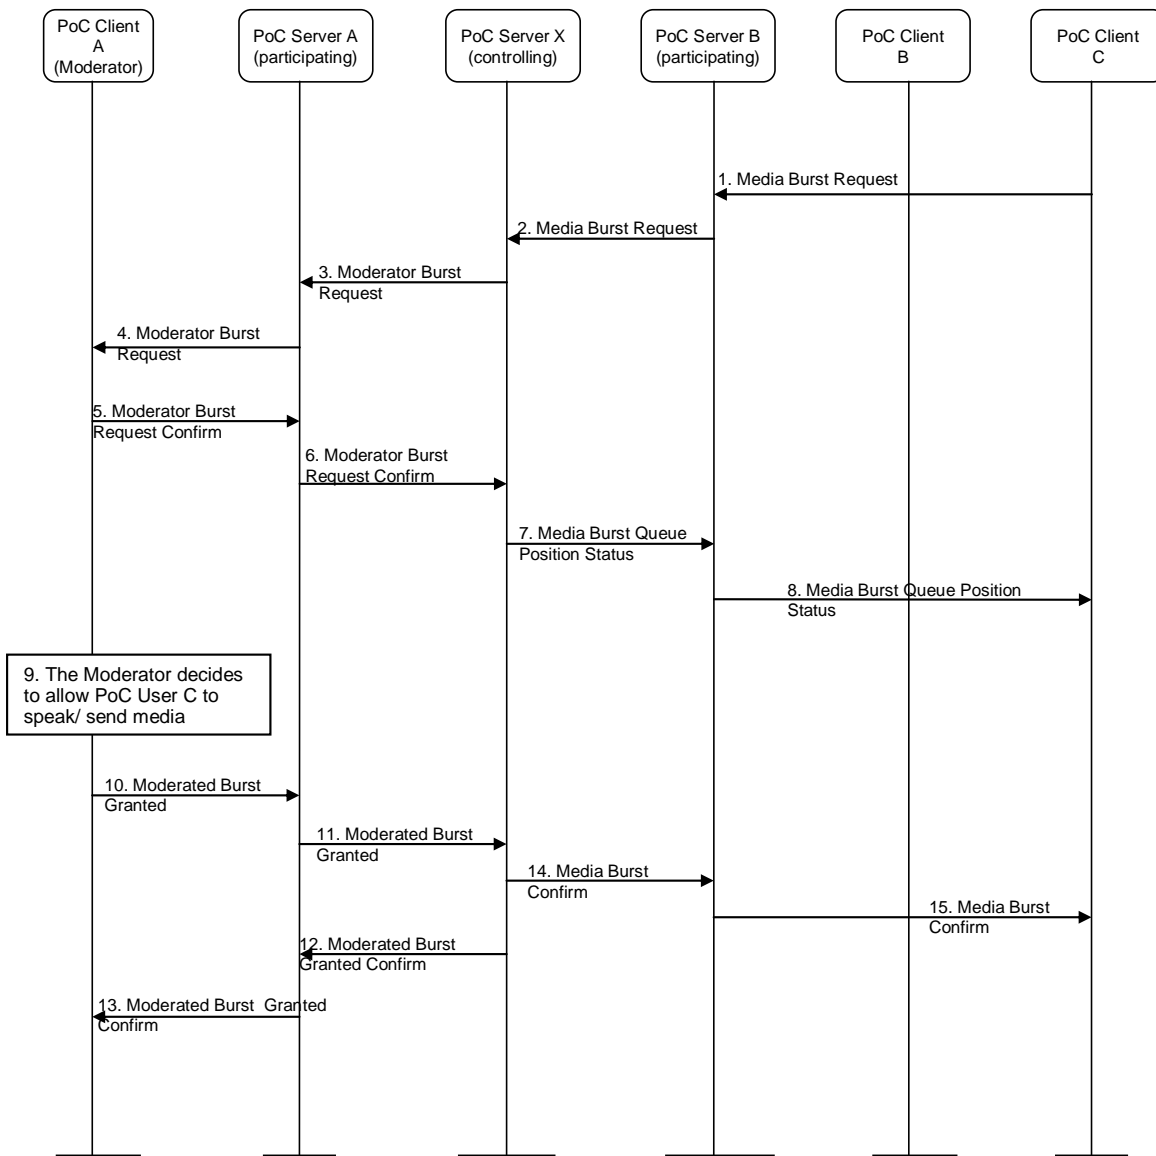 PoC Client
A
(Moderator)
PoC Server A
(participating)
PoC Server X
(controlling)
PoC Server B
(participating)
PoC Client
B
PoC Client
C
1. Media Burst Request
2. Media Burst Request
3. Moderator Burst
Request
4. Moderator Burst
Request
5. Moderator Burst
Request Confirm
6. Moderator Burst
Request Confirm
7. Media Burst Queue
Position Status
8. Media Burst Queue Position
Status
9. The Moderator decides
to allow PoC User C to
speak/ send media
10. Moderated Burst
Granted
11. Moderated Burst
Granted
14. Media Burst
Confirm
15. Media Burst
Confirm
12. Moderated Burst
Granted Confirm
13. Moderated Burst  Granted
Confirm